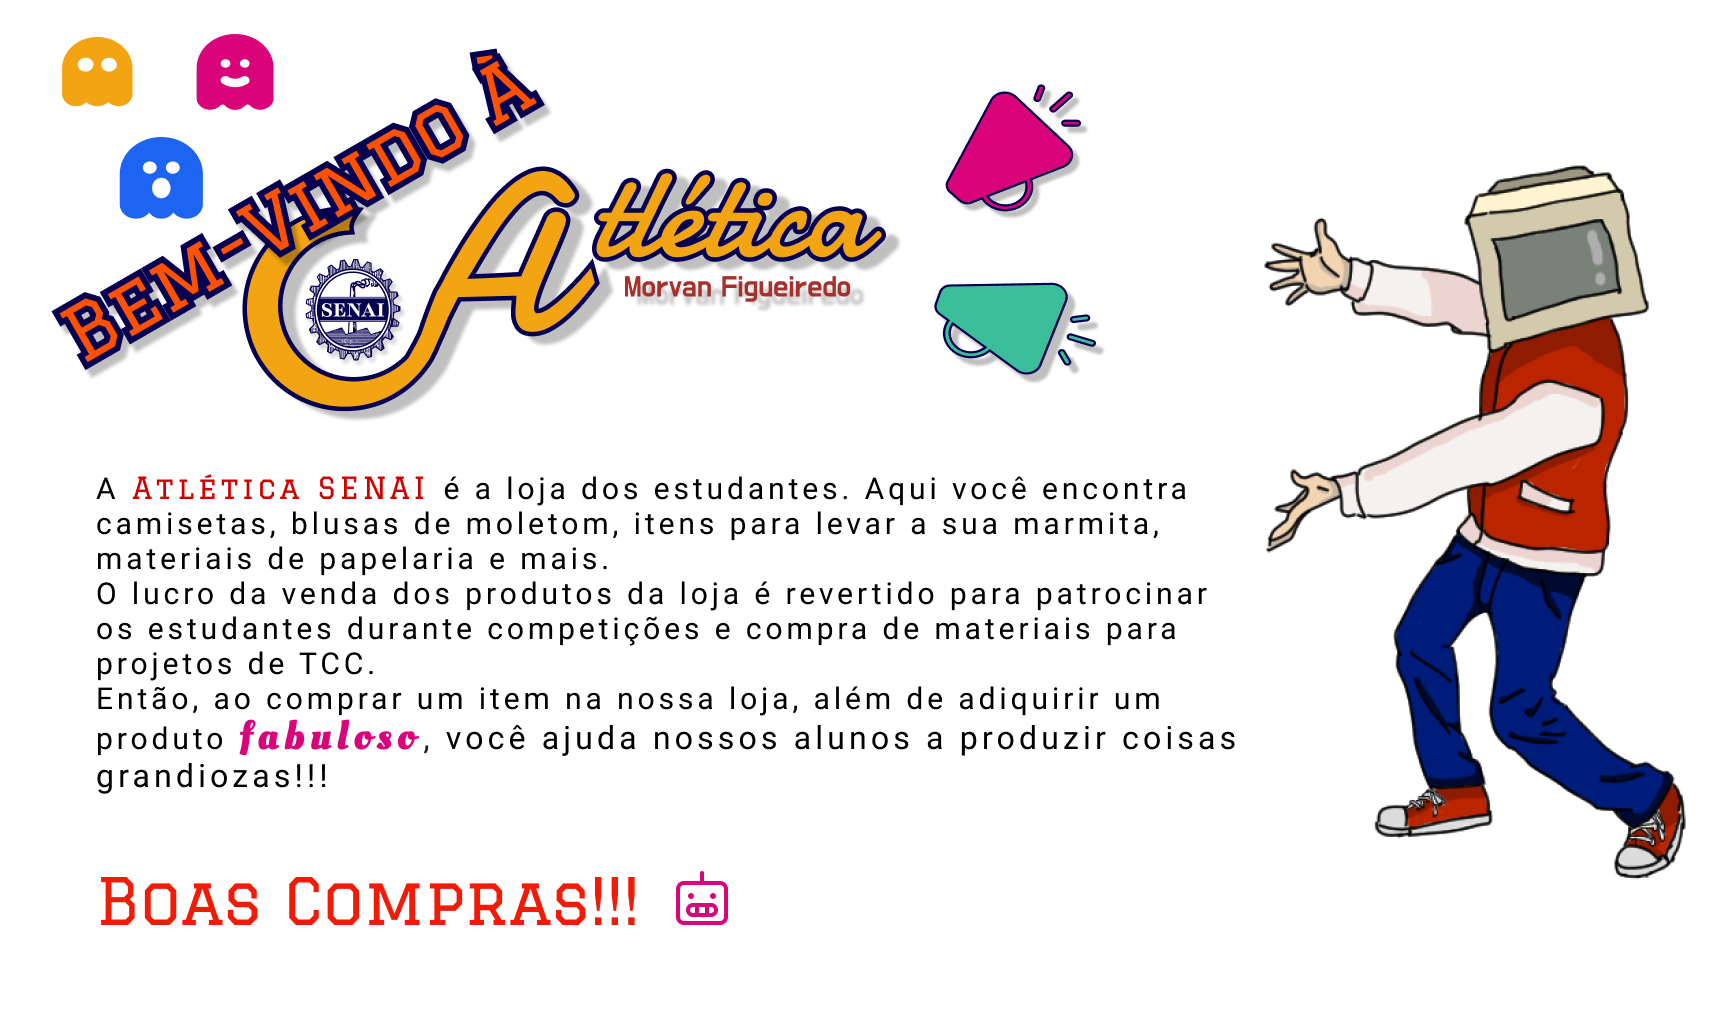 Bem-Vindo à
Atlética
Morvan Figueiredo
SENAI
A Atlética SENAI é a loja dos estudantes. Aqui você encontra
camisetas, blusas de moletom, itens para levar a sua marmita,
materiais de papelaria e mais.
O lucro da venda dos produtos da loja é revertido para patrocinar
os estudantes durante competições e compra de materiais para
projetos de TCC.
Então, ao comprar um item na nossa loja, além de adiquirir um
produto fabuloso, você ajuda nossos alunos a produzir coisas
grandiozas!!!
Boas Compras!!!